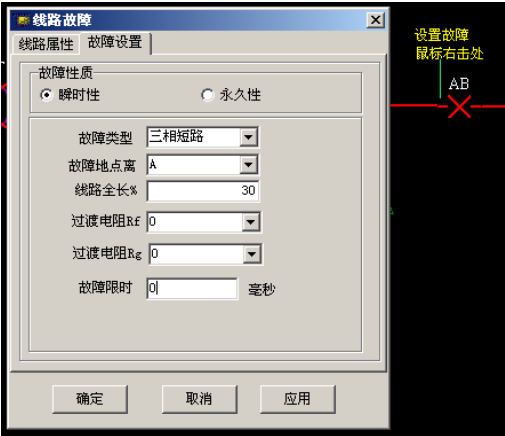 线路故障
线路属性 故障设置
故障性质
瞬时性 永久性
故障类型 三相短路
故障地点离 A
线路全长% 30
过渡电阻Rf 0
过渡电阻Rg 0
故障限时 0 毫秒
确定 取消 应用
设置故障
鼠标右击处
AB